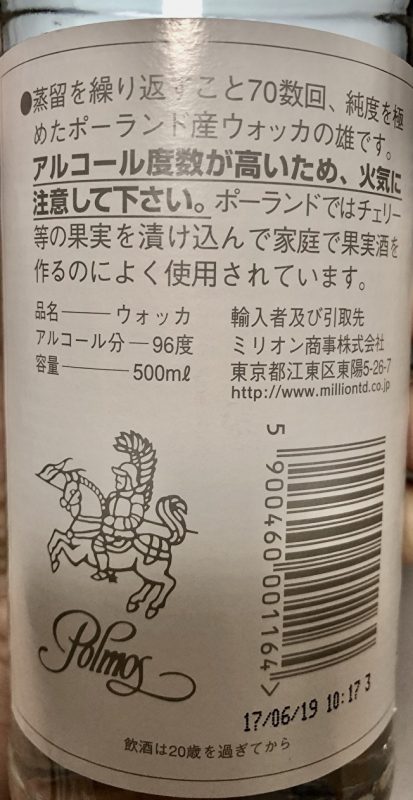 ●蒸留を繰り返すこと70数回、純度を極
めたポーランド産ウォッカの雄です。
アルコール度数が高いため、火気に
注意して下さい。ポーランドではチェリー
等の果実を漬け込んで家庭で果実酒を
作るのによく使用されています。
品名――ウォッカ
アルコール分―96度
容量――500mℓ
輸入者及び引取先
ミリオン商事株式会社
東京都江東区東陽5-26-7
http://www.milliontd.co.jp
5 900460 001164 >
Polmos
17/06/19 10:17 3
飲酒は20歳を過ぎてから